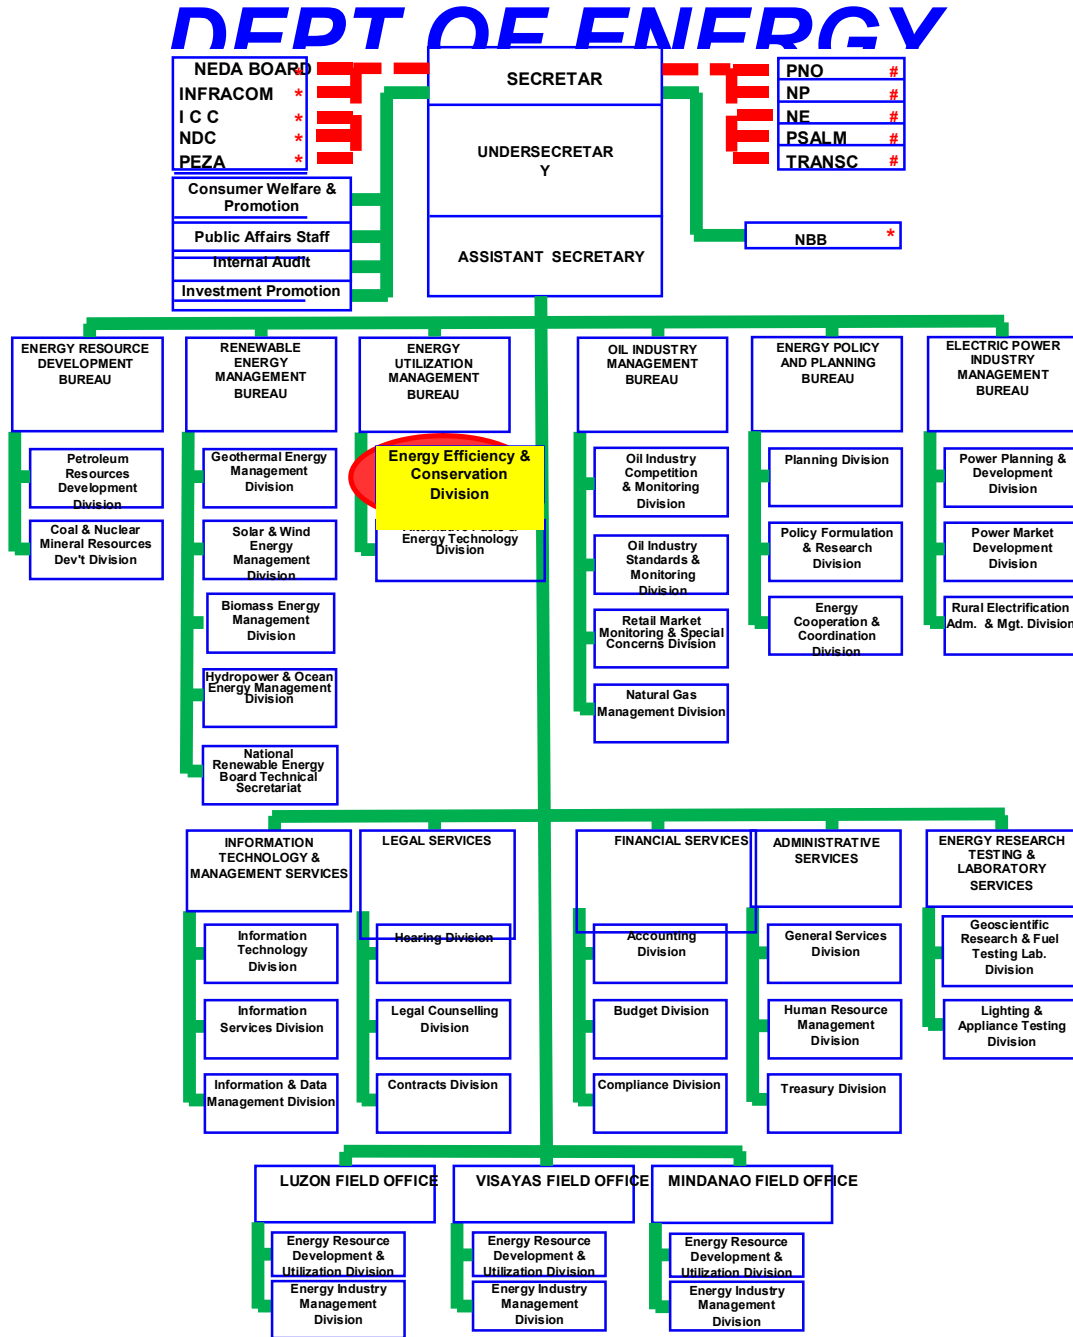 DEPT OF ENERGY
NEDA BOARD *
INFRACOM *
I C C *
NDC *
PEZA *
SECRETAR
UNDERSECRETAR
Y
ASSISTANT SECRETARY
PNO #
NP #
NE #
PSALM #
TRANSC #
NBB *
Consumer Welfare &
Promotion
Public Affairs Staff
Internal Audit
Investment Promotion
ENERGY RESOURCE
DEVELOPMENT
BUREAU
Petroleum
Resources
Development
Division
Coal & Nuclear
Mineral Resources
Dev't Division
RENEWABLE
ENERGY
MANAGEMENT
BUREAU
Geothermal Energy
Management
Division
Solar & Wind
Energy
Management
Division
Biomass Energy
Management
Division
Hydropower & Ocean
Energy Management
Division
National
Renewable Energy
Board Technical
Secretariat
ENERGY
UTILIZATION
MANAGEMENT
BUREAU
Energy Efficiency &
Conservation
Division
Alternative Fuels &
Energy Technology
Division
OIL INDUSTRY
MANAGEMENT
BUREAU
Oil Industry
Competition
& Monitoring
Division
Oil Industry
Standards &
Monitoring
Division
Retail Market
Monitoring & Special
Concerns Division
Natural Gas
Management Division
ENERGY POLICY
AND PLANNING
BUREAU
Planning Division
Policy Formulation
& Research
Division
Energy
Cooperation &
Coordination
Division
ELECTRIC POWER
INDUSTRY
MANAGEMENT
BUREAU
Power Planning &
Development
Division
Power Market
Development
Division
Rural Electrification
Adm. & Mgt. Division
INFORMATION
TECHNOLOGY &
MANAGEMENT SERVICES
Information
Technology
Division
Information
Services Division
Information & Data
Management Division
LEGAL SERVICES
Hearing Division
Legal Counselling
Division
Contracts Division
FINANCIAL SERVICES
Accounting
Division
Budget Division
Compliance Division
ADMINISTRATIVE
SERVICES
General Services
Division
Human Resource
Management
Division
Treasury Division
ENERGY RESEARCH
TESTING &
LABORATORY
SERVICES
Geoscientific
Research & Fuel
Testing Lab.
Division
Lighting &
Appliance Testing
Division
LUZON FIELD OFFICE
Energy Resource
Development &
Utilization Division
Energy Industry
Management
Division
VISAYAS FIELD OFFICE
Energy Resource
Development &
Utilization Division
Energy Industry
Management
Division
MINDANAO FIELD OFFICE
Energy Resource
Development &
Utilization Division
Energy Industry
Management
Division